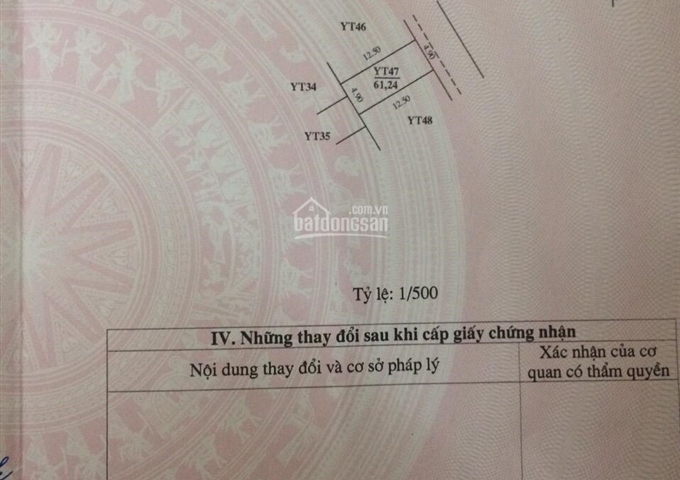 YT46
12.50
4.90
YT47
61,24
YT34
4.90
12.50
YT48
YT35
.com.vn
batdongsan
Tỷ lệ: 1/500
IV. Những thay đổi sau khi cấp giấy chứng nhận
Nội dung thay đổi và cơ sở pháp lý
Xác nhận của cơ
quan có thẩm quyền